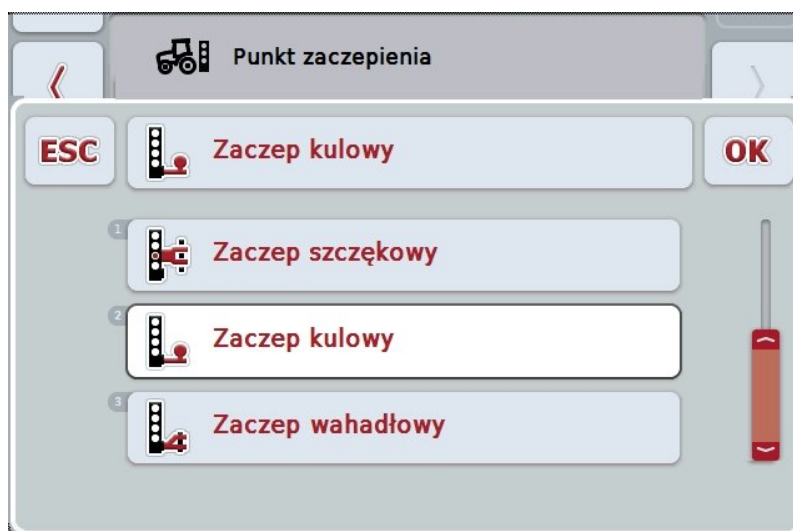 Punkt zaczepienia
ESC
Zaczep kulowy
OK
1
Zaczep szczękowy
2
Zaczep kulowy
3
Zaczep wahadłowy